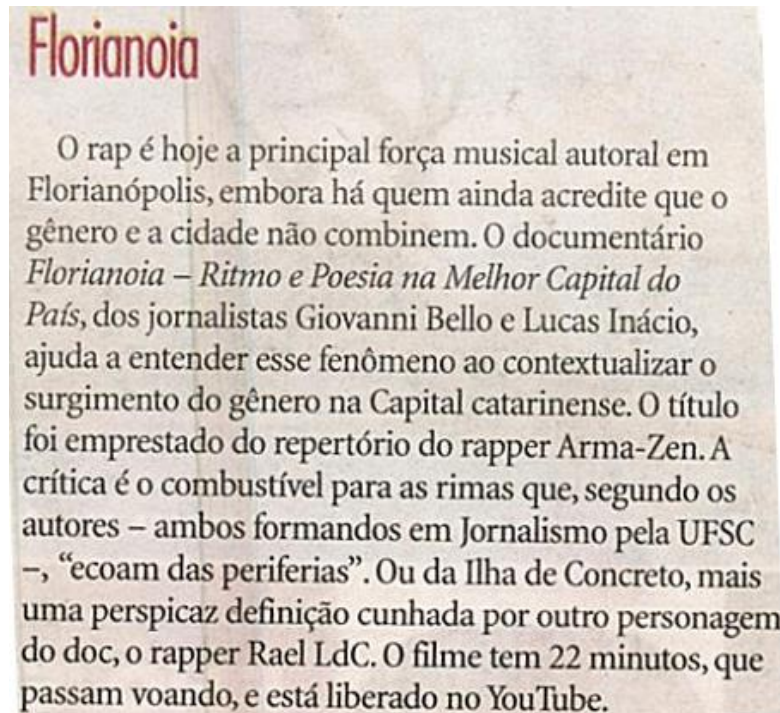 Florianoia
O rap é hoje a principal força musical autoral em
Florianópolis, embora há quem ainda acredite que o
gênero e a cidade não combinem. O documentário
Florianoia – Ritmo e Poesia na Melhor Capital do
País, dos jornalistas Giovanni Bello e Lucas Inácio,
ajuda a entender esse fenômeno ao contextualizar o
surgimento do gênero na Capital catarinense. O título
foi emprestado do repertório do rapper Arma-Zen. A
crítica é o combustível para as rimas que, segundo os
autores – ambos formandos em Jornalismo pela UFSC
–, “ecoam das periferias”. Ou da Ilha de Concreto, mais
uma perspicaz definição cunhada por outro personagem
do doc, o rapper Rael LdC. O filme tem 22 minutos, que
passam voando, e está liberado no YouTube.